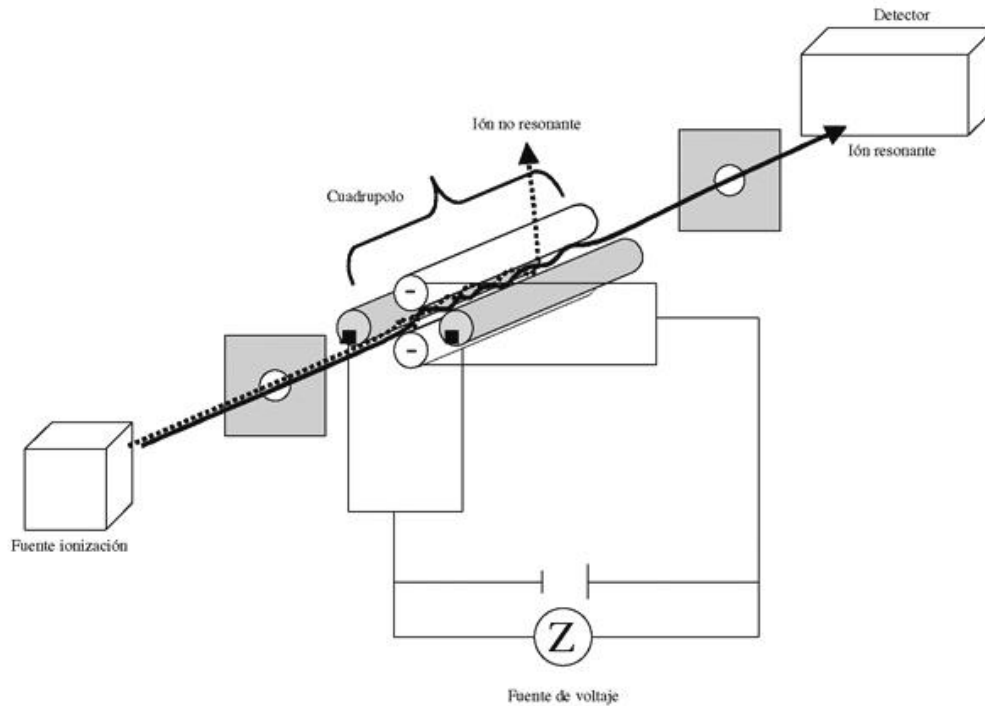 Detector
Ión no resonante
Ión resonante
Cuadrupolo
-
-
Fuente ionización
Z
Fuente de voltaje